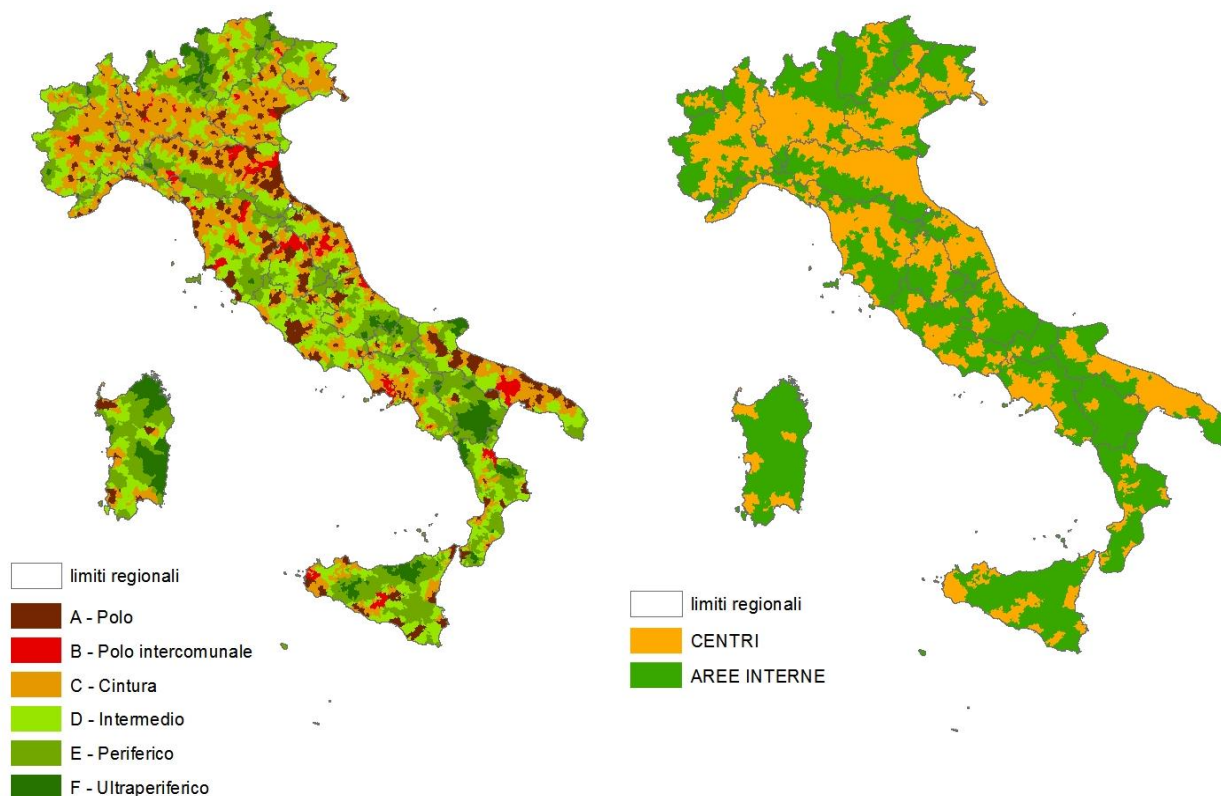 limiti regionali
A - Polo
B - Polo intercomunale
C - Cintura
D - Intermedio
E - Periferico
F - Ultraperiferico
limiti regionali
CENTRI
AREE INTERNE